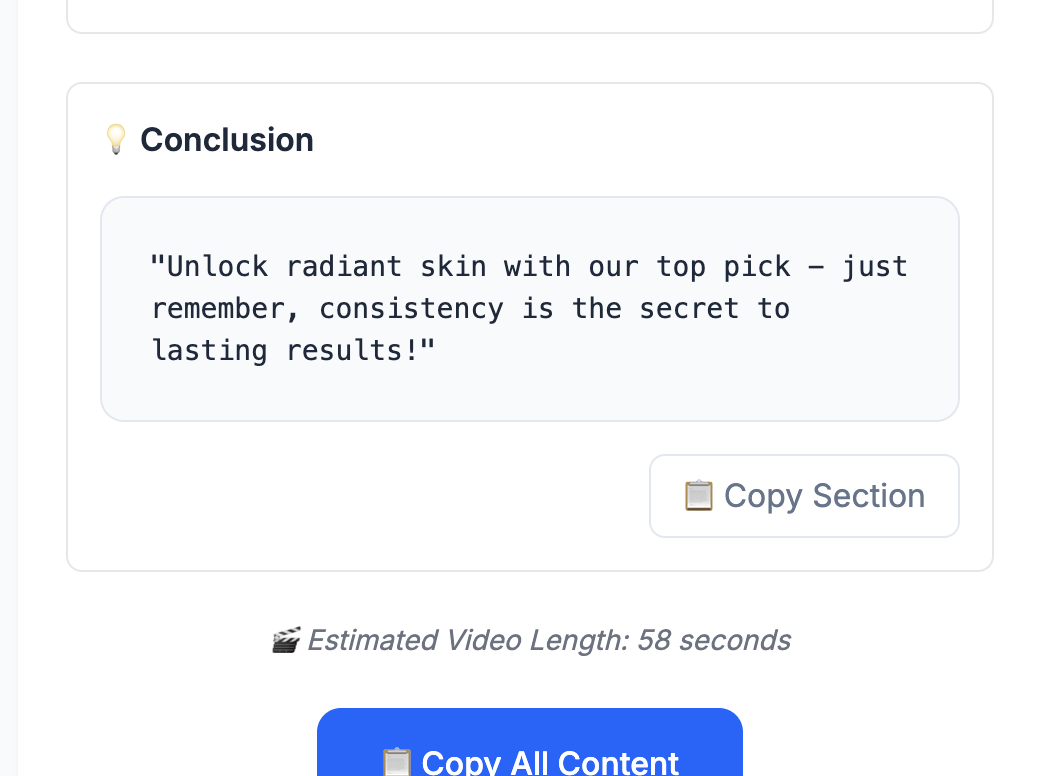 💡 Conclusion
"Unlock radiant skin with our top pick – just
remember, consistency is the secret to
lasting results!"
📋 Copy Section
🎬 Estimated Video Length: 58 seconds
📋 Copy All Content